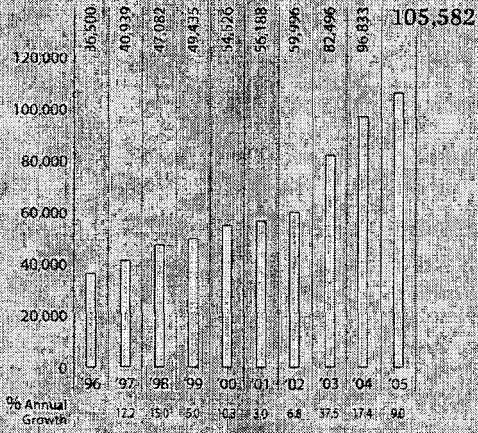 36,500 40,939 47,082 49,435 54,126 56,188 59,996 82,496 96,833 105,582
120,000
100,000
80,000
60,000
40,000
20,000
0
'96 '97 '98 '99 '00 '01 '02 '03 '04 '05
% Annual
Growth 12.2 15.0 5.0 3.0 6.8 37.5 17.4 9.0